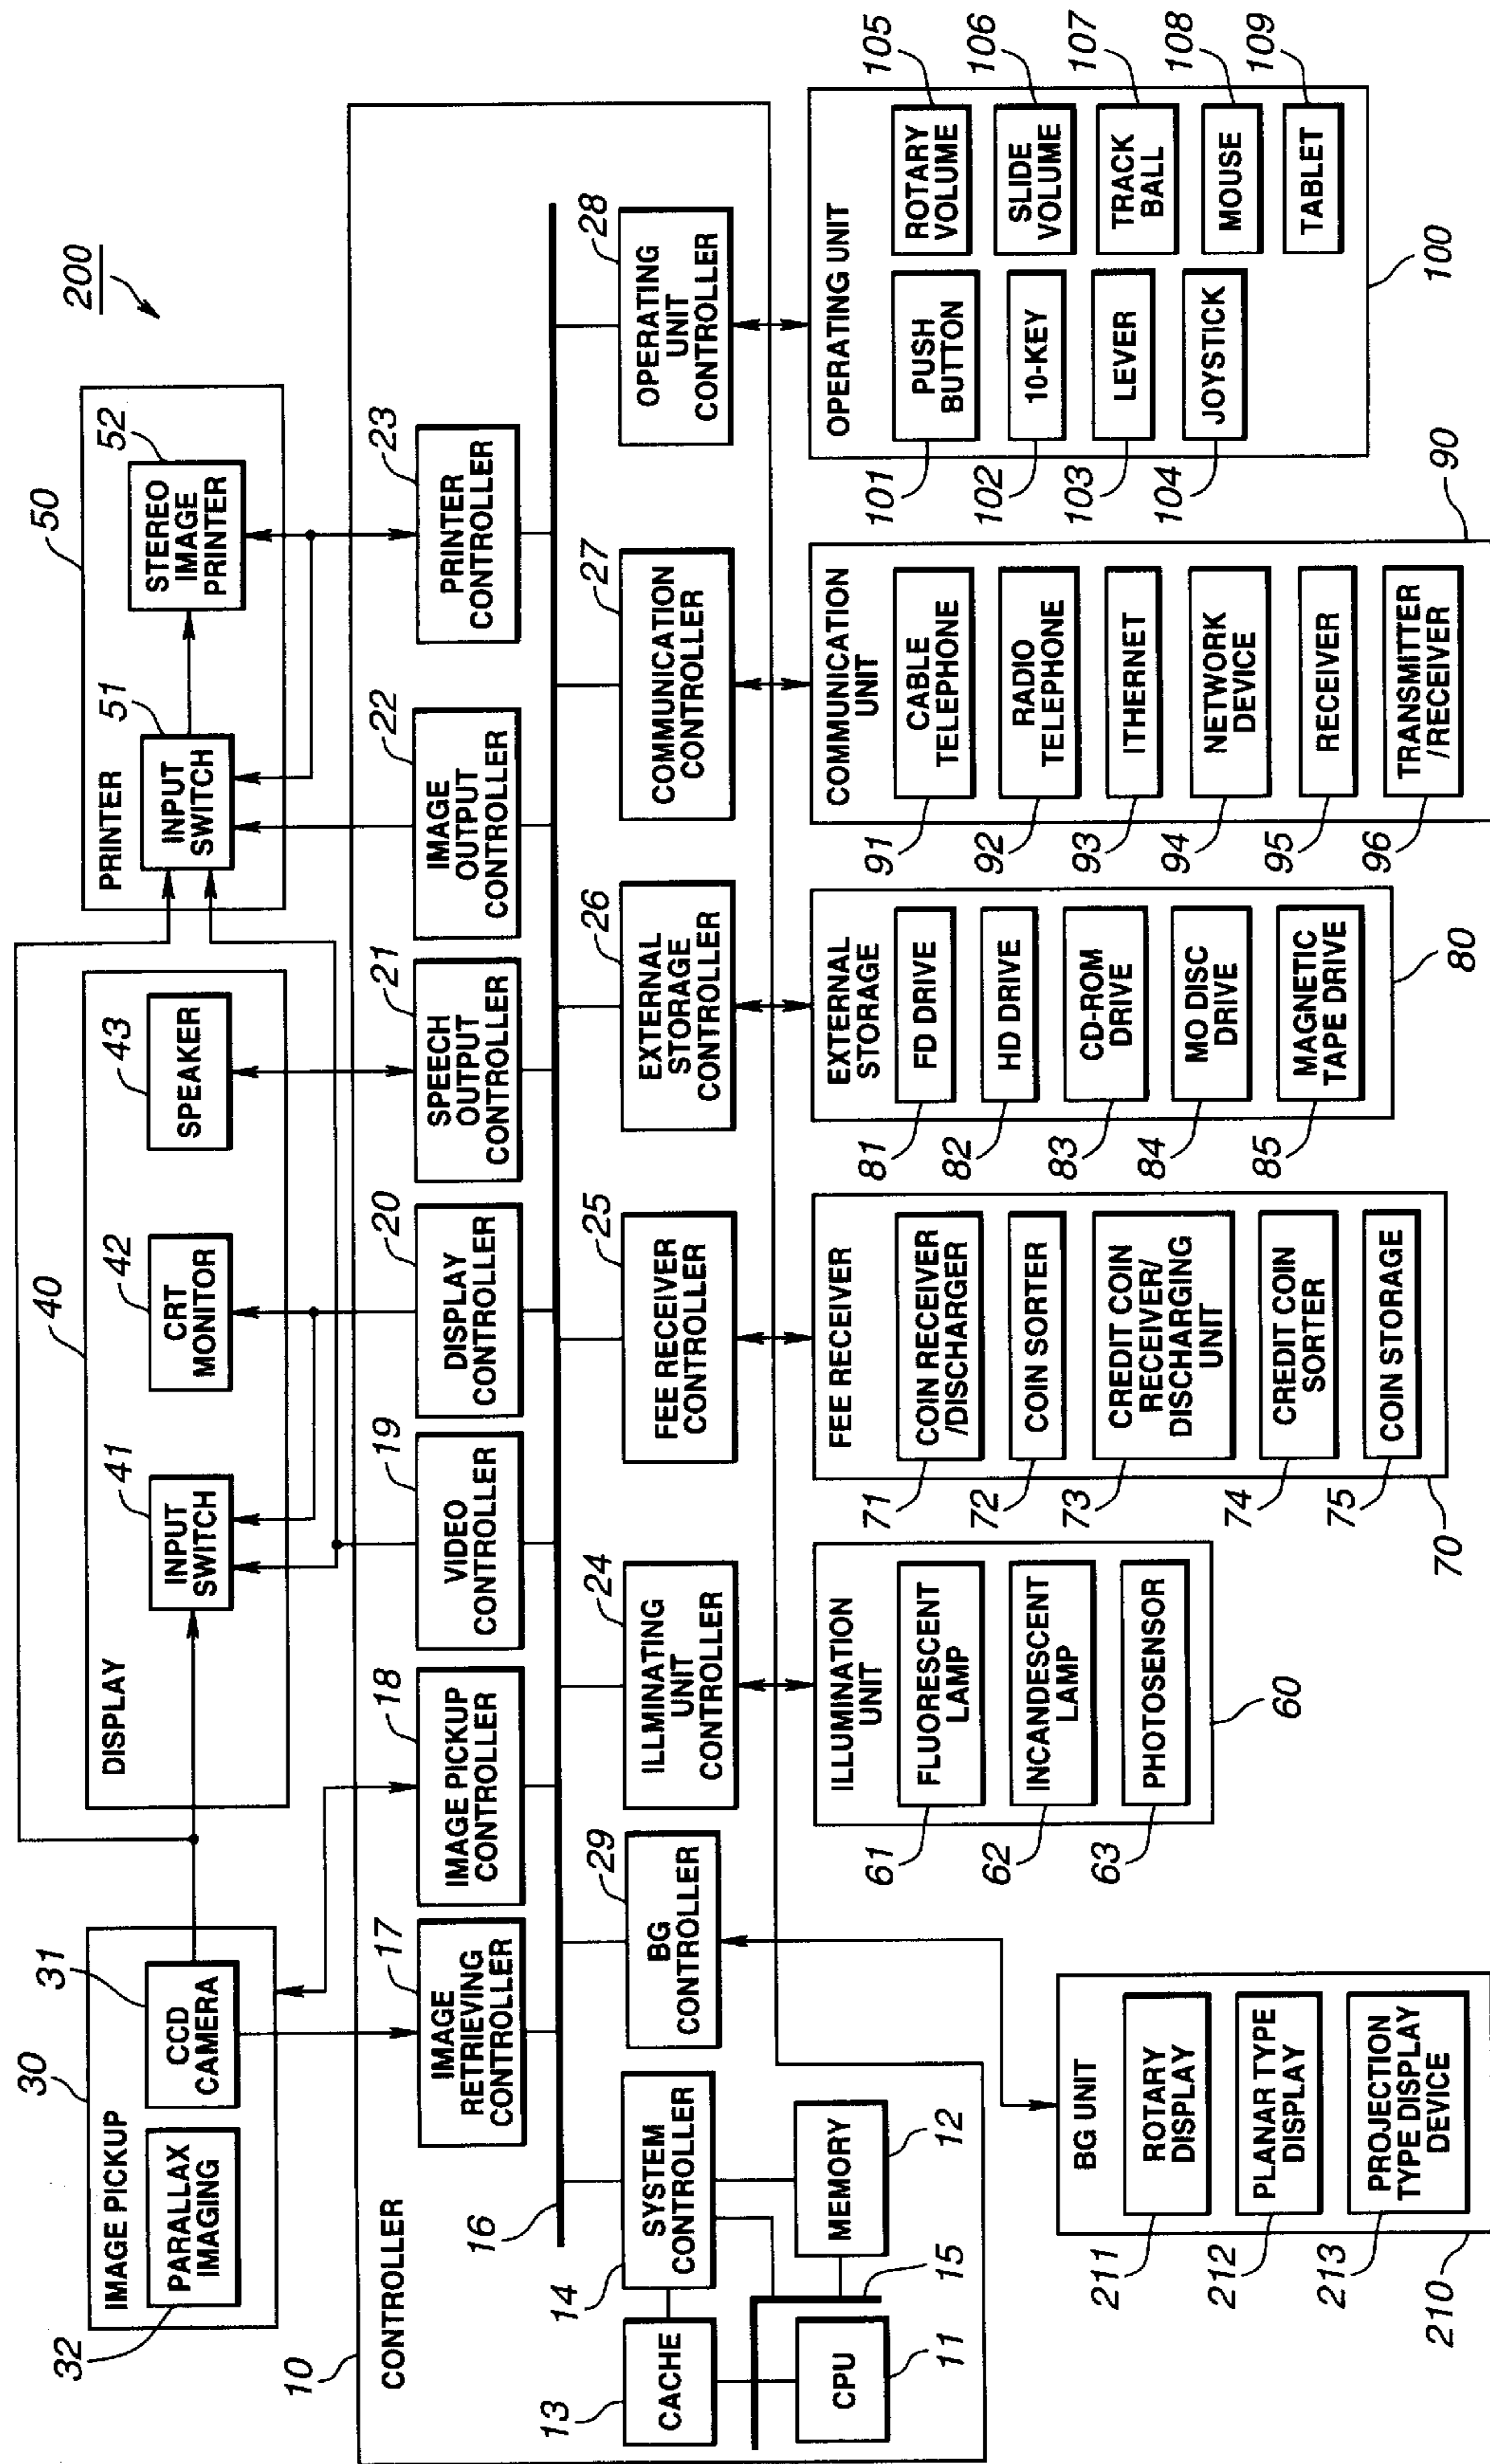 200
30
IMAGE PICKUP
32
PARALLAX
IMAGING
31
CCD
CAMERA
40
DISPLAY
41
INPUT
SWITCH
42
CRT
MONITOR
43
SPEAKER
50
PRINTER
51
INPUT
SWITCH
52
STEREO
IMAGE
PRINTER
10
CONTROLLER
17
IMAGE
RETRIEVING
CONTROLLER
18
IMAGE PICKUP
CONTROLLER
19
VIDEO
CONTROLLER
20
DISPLAY
CONTROLLER
21
SPEECH
OUTPUT
CONTROLLER
22
IMAGE
OUTPUT
CONTROLLER
23
PRINTER
CONTROLLER
16
13
CACHE
14
SYSTEM
CONTROLLER
CPU
11
15
MEMORY
12
29
BG
CONTROLLER
24
ILLMINATING
UNIT
CONTROLLER
25
FEE RECEIVER
CONTROLLER
26
EXTERNAL
STORAGE
CONTROLLER
27
COMMUNICATION
CONTROLLER
28
OPERATING
UNIT
CONTROLLER
BG UNIT
211
ROTARY
DISPLAY
212
PLANAR TYPE
DISPLAY
213
PROJECTION
TYPE DISPLAY
DEVICE
210
ILLUMINATION
UNIT
61
FLUORESCENT
LAMP
62
INCANDESCENT
LAMP
63
PHOTOSENSOR
60
FEE RECEIVER
71
COIN RECEIVER
/DISCHARGER
72
COIN SORTER
73
CREDIT COIN
RECEIVER/
DISCHARGING
UNIT
74
CREDIT COIN
SORTER
75
COIN STORAGE
70
EXTERNAL
STORAGE
81
FD DRIVE
82
HD DRIVE
83
CD-ROM
DRIVE
84
MO DISC
DRIVE
85
MAGNETIC
TAPE DRIVE
80
COMMUNICATION
UNIT
91
CABLE
TELEPHONE
92
RADIO
TELEPHONE
93
ITHERNET
94
NETWORK
DEVICE
95
RECEIVER
96
TRANSMITTER
/RECEIVER
90
OPERATING UNIT
101
PUSH
BUTTON
102
10-KEY
103
LEVER
104
JOYSTICK
105
ROTARY
VOLUME
106
SLIDE
VOLUME
107
TRACK
BALL
108
MOUSE
109
TABLET
100